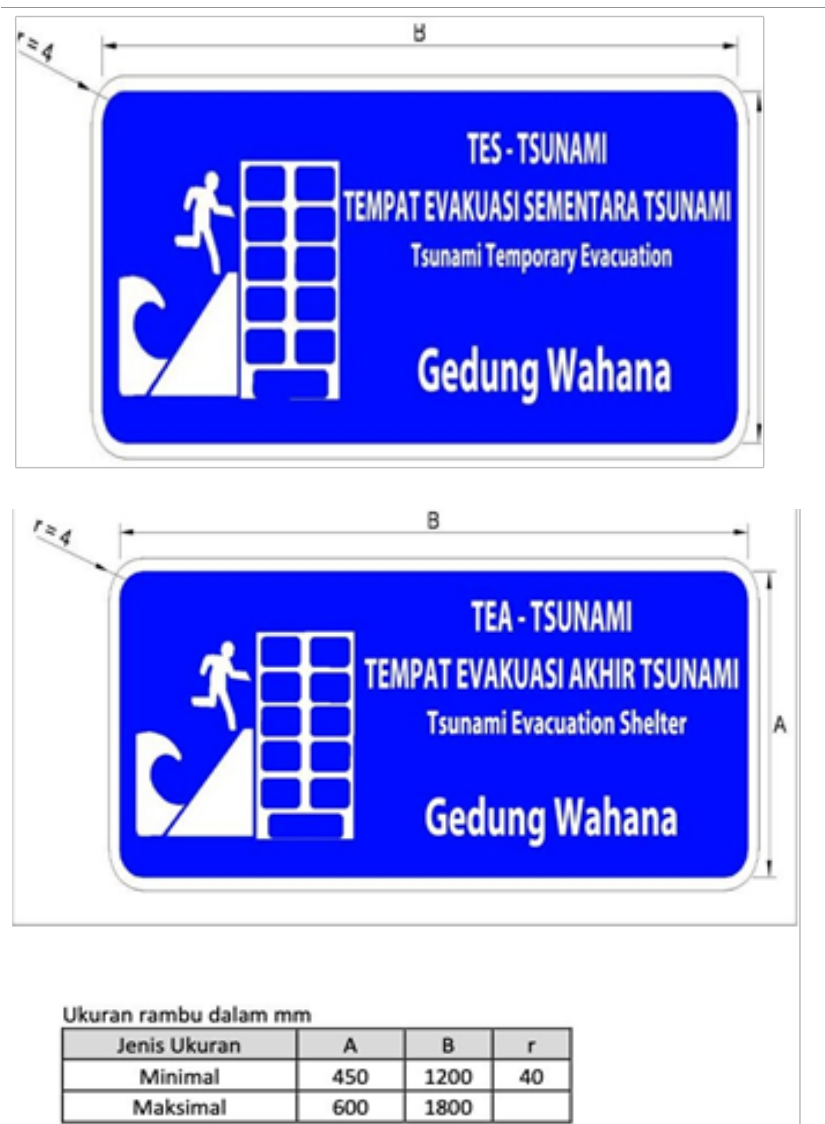 B
r = 4
TES - TSUNAMI
TEMPAT EVAKUASI SEMENTARA TSUNAMI
Tsunami Temporary Evacuation
Gedung Wahana
B
r = 4
TEA - TSUNAMI
TEMPAT EVAKUASI AKHIR TSUNAMI
Tsunami Evacuation Shelter
A
Gedung Wahana
Ukuran rambu dalam mm
Jenis Ukuran A B r
Minimal 450 1200 40
Maksimal 600 1800